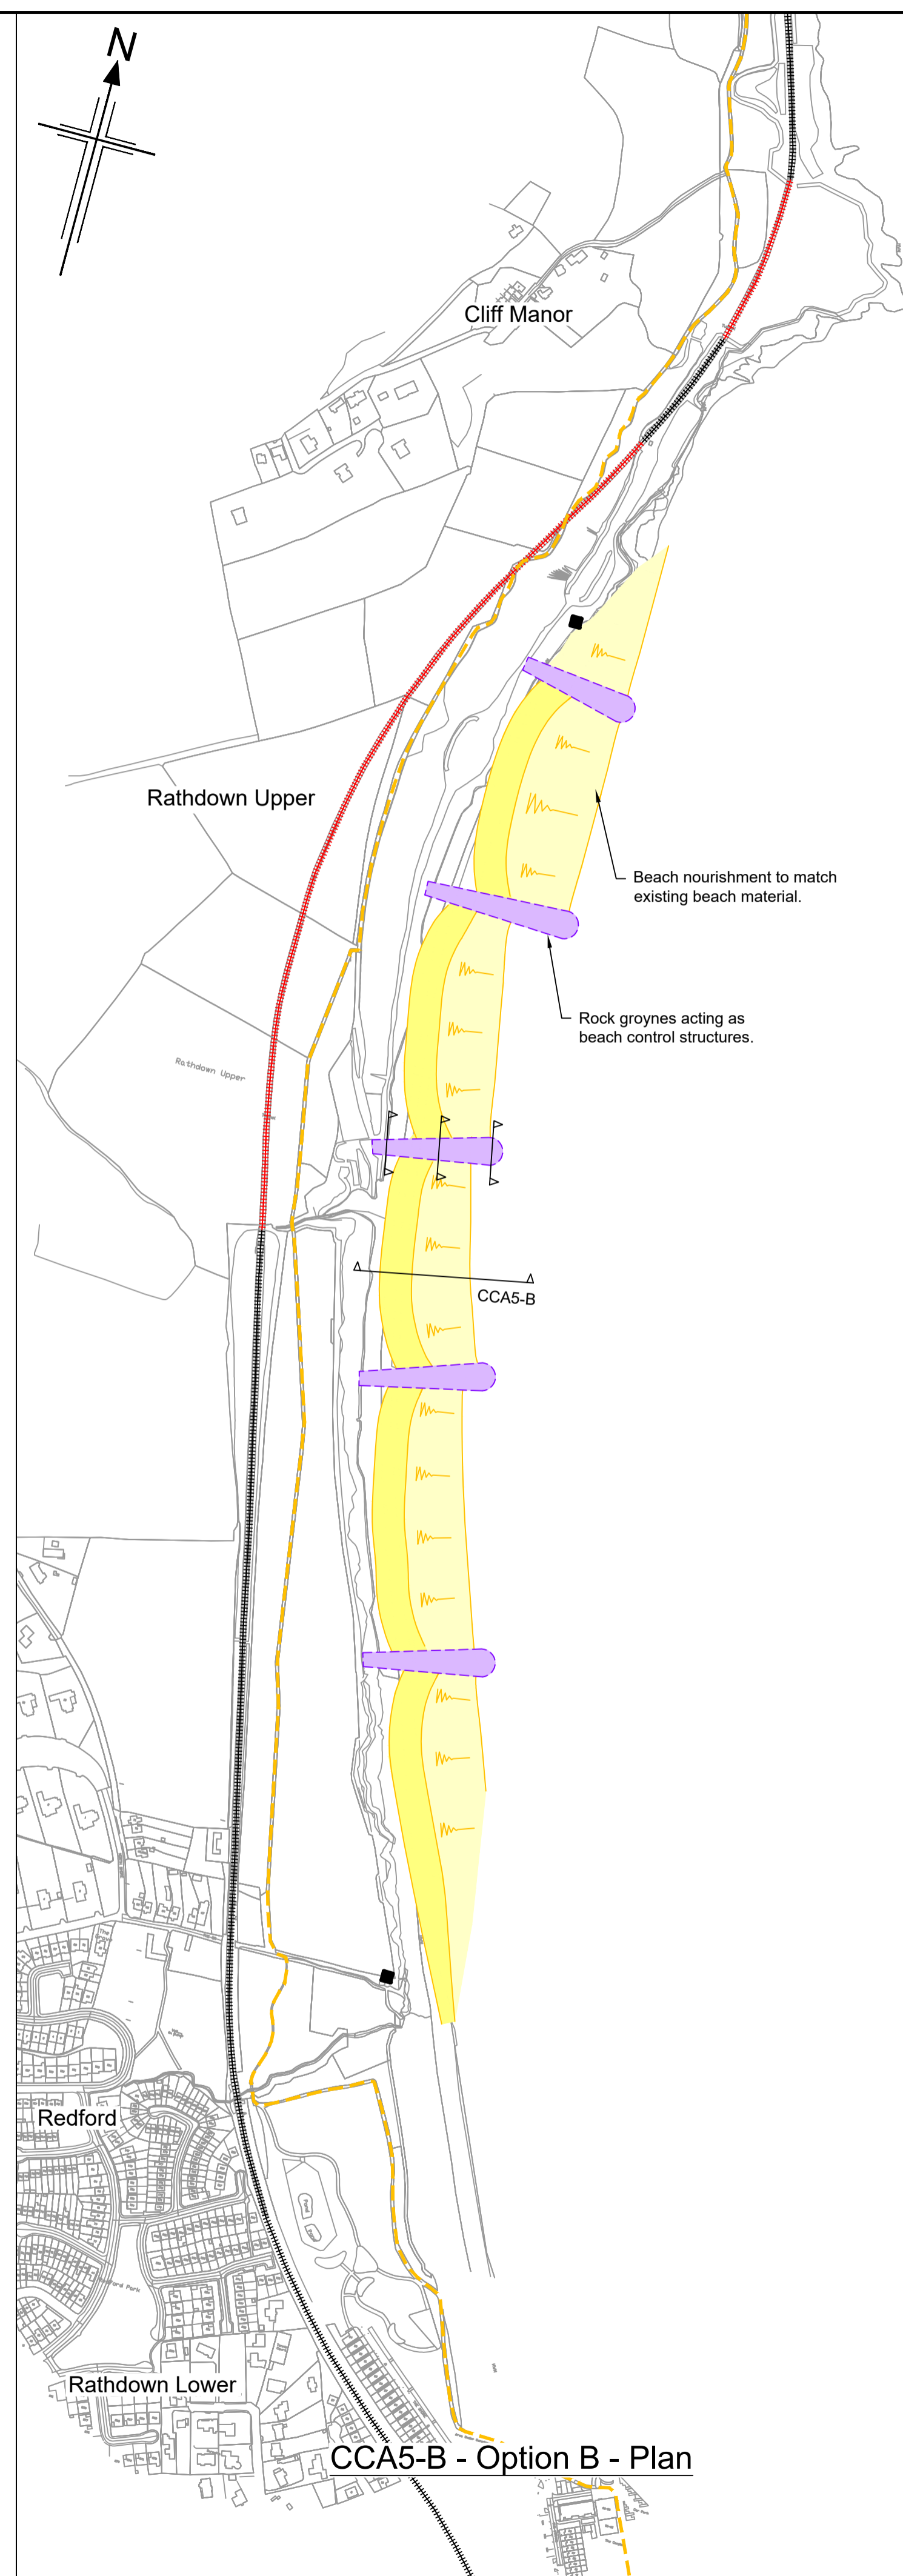 N
Cliff Manor
Rathdown Upper
Beach nourishment to match
existing beach material.
Rock groynes acting as
beach control structures.
Rathdown Upper
CCA5-B
Redford
Rathdown Lower
CCA5-B - Option B - Plan